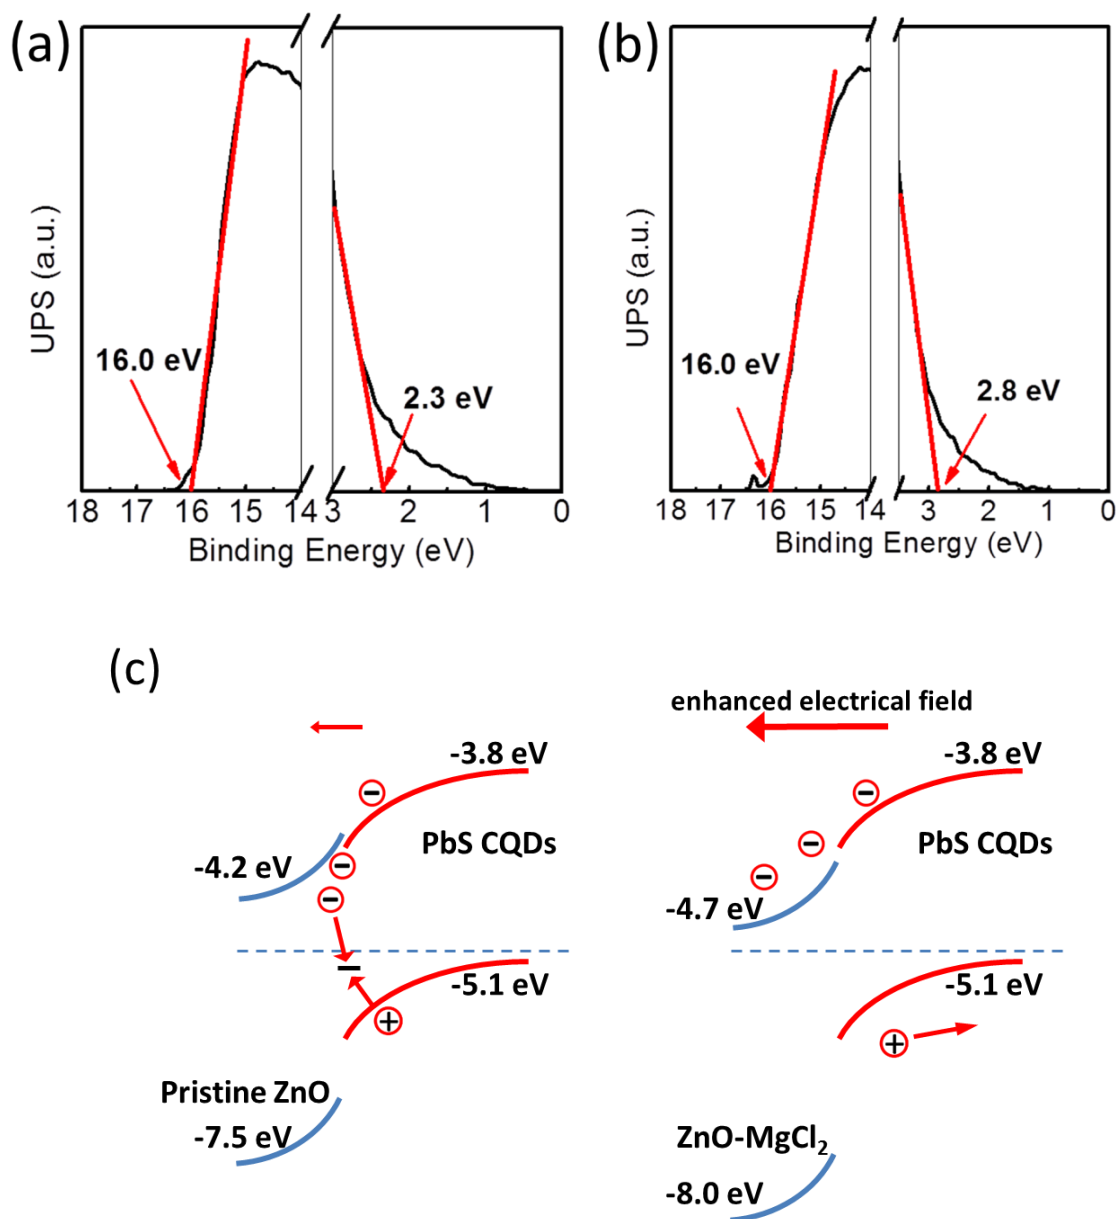 (a)
UPS (a.u.)
16.0 eV
2.3 eV
18 17 16 15 14 3 2 1 0
Binding Energy (eV)
(b)
UPS (a.u.)
16.0 eV
2.8 eV
18 17 16 15 14 3 2 1 0
Binding Energy (eV)
(c)
-3.8 eV
PbS CQDs
-4.2 eV
-5.1 eV
Pristine ZnO
-7.5 eV
enhanced electrical field
-3.8 eV
PbS CQDs
-4.7 eV
-5.1 eV
ZnO-MgCl₂
-8.0 eV